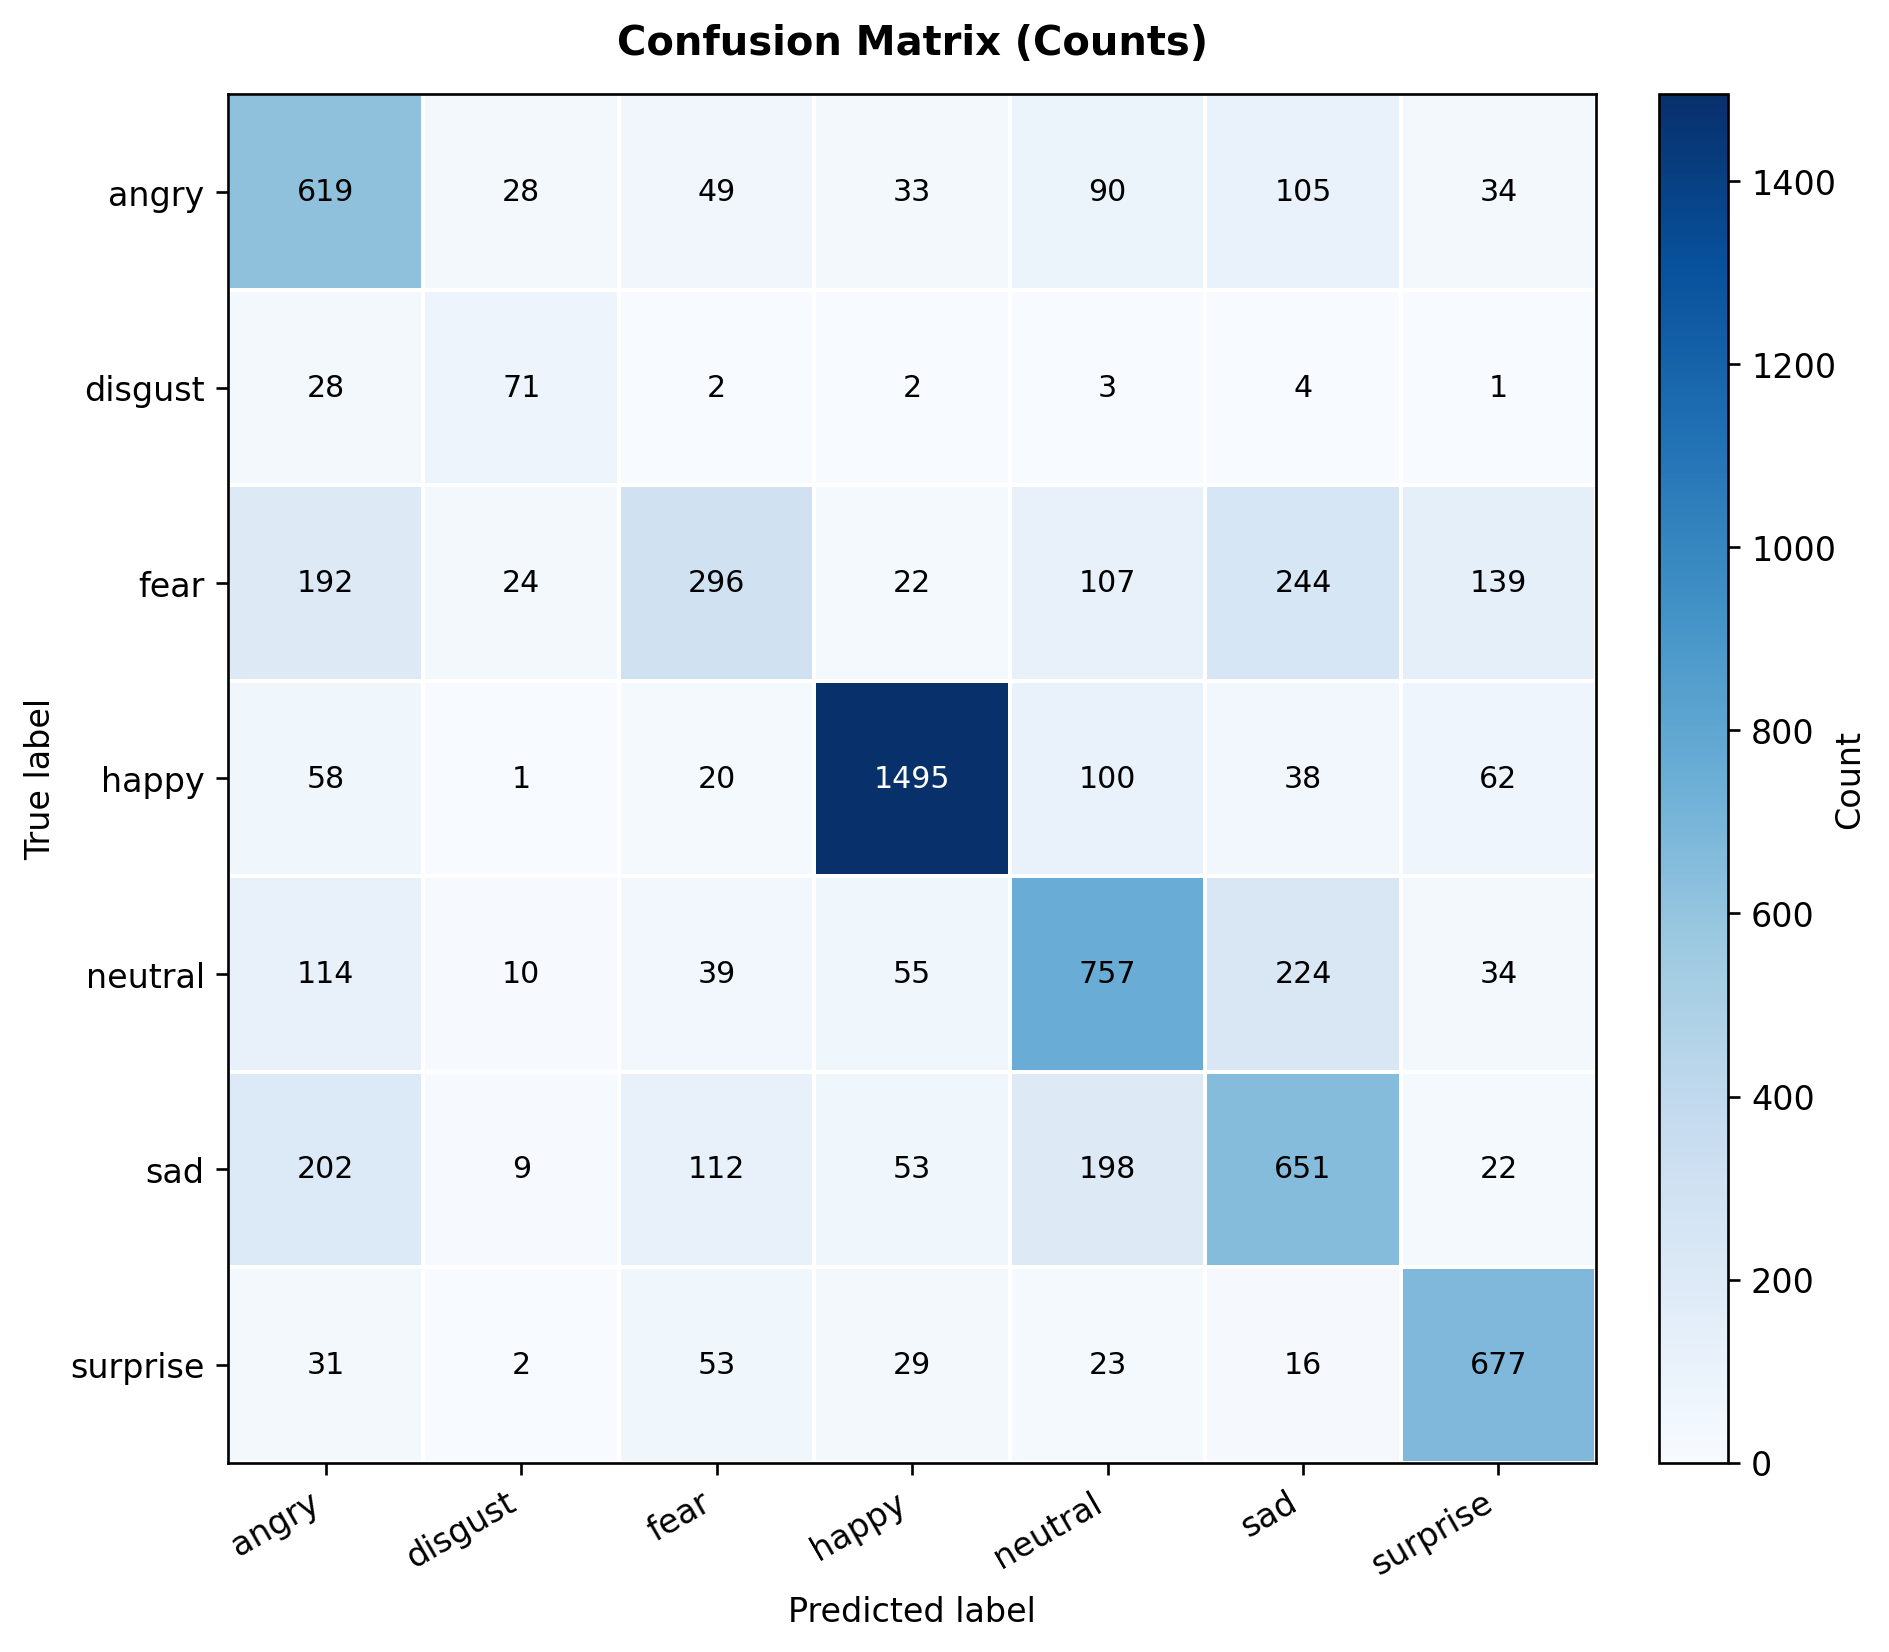 Confusion Matrix (Counts)
angry 619 28 49 33 90 105 34
disgust 28 71 2 2 3 4 1
fear 192 24 296 22 107 244 139
happy 58 1 20 1495 100 38 62
neutral 114 10 39 55 757 224 34
sad 202 9 112 53 198 651 22
surprise 31 2 53 29 23 16 677
angry disgust fear happy neutral sad surprise
Predicted label
True label
1400
1200
1000
800
600
400
200
0
Count